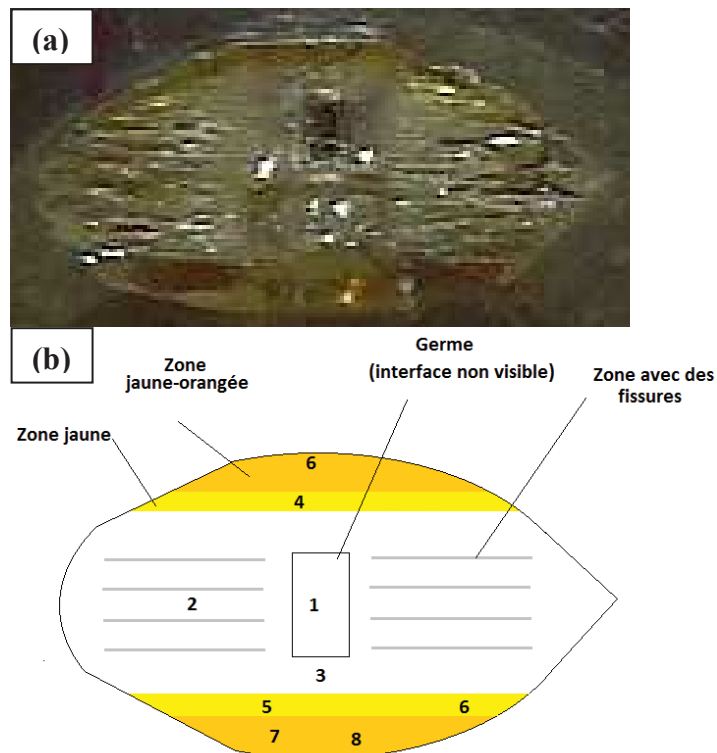 (a)
(b)
Zone
jaune-orangée
Germe
(interface non visible)
Zone avec des
fissures
Zone jaune
6
4
2
1
3
5
6
7
8